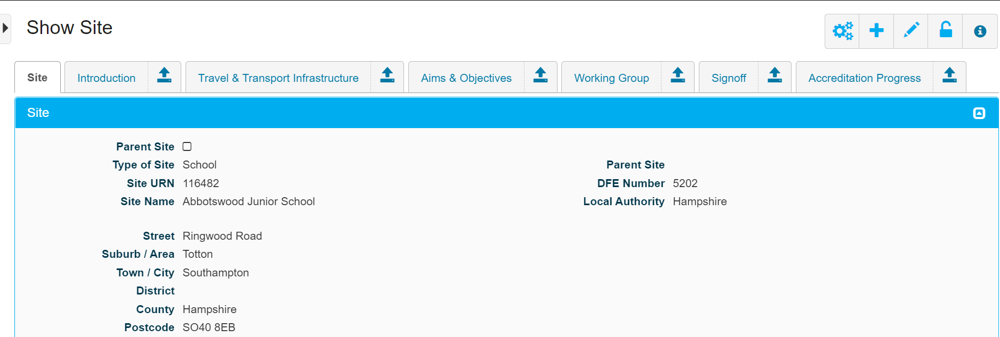 Show Site
Site Introduction Travel & Transport Infrastructure Aims & Objectives Working Group Signoff Accreditation Progress
Site
Parent Site
Type of Site School Parent Site
Site URN 116482 DFE Number 5202
Site Name Abbotswood Junior School Local Authority Hampshire
Street Ringwood Road
Suburb / Area Totton
Town / City Southampton
District
County Hampshire
Postcode SO40 8EB